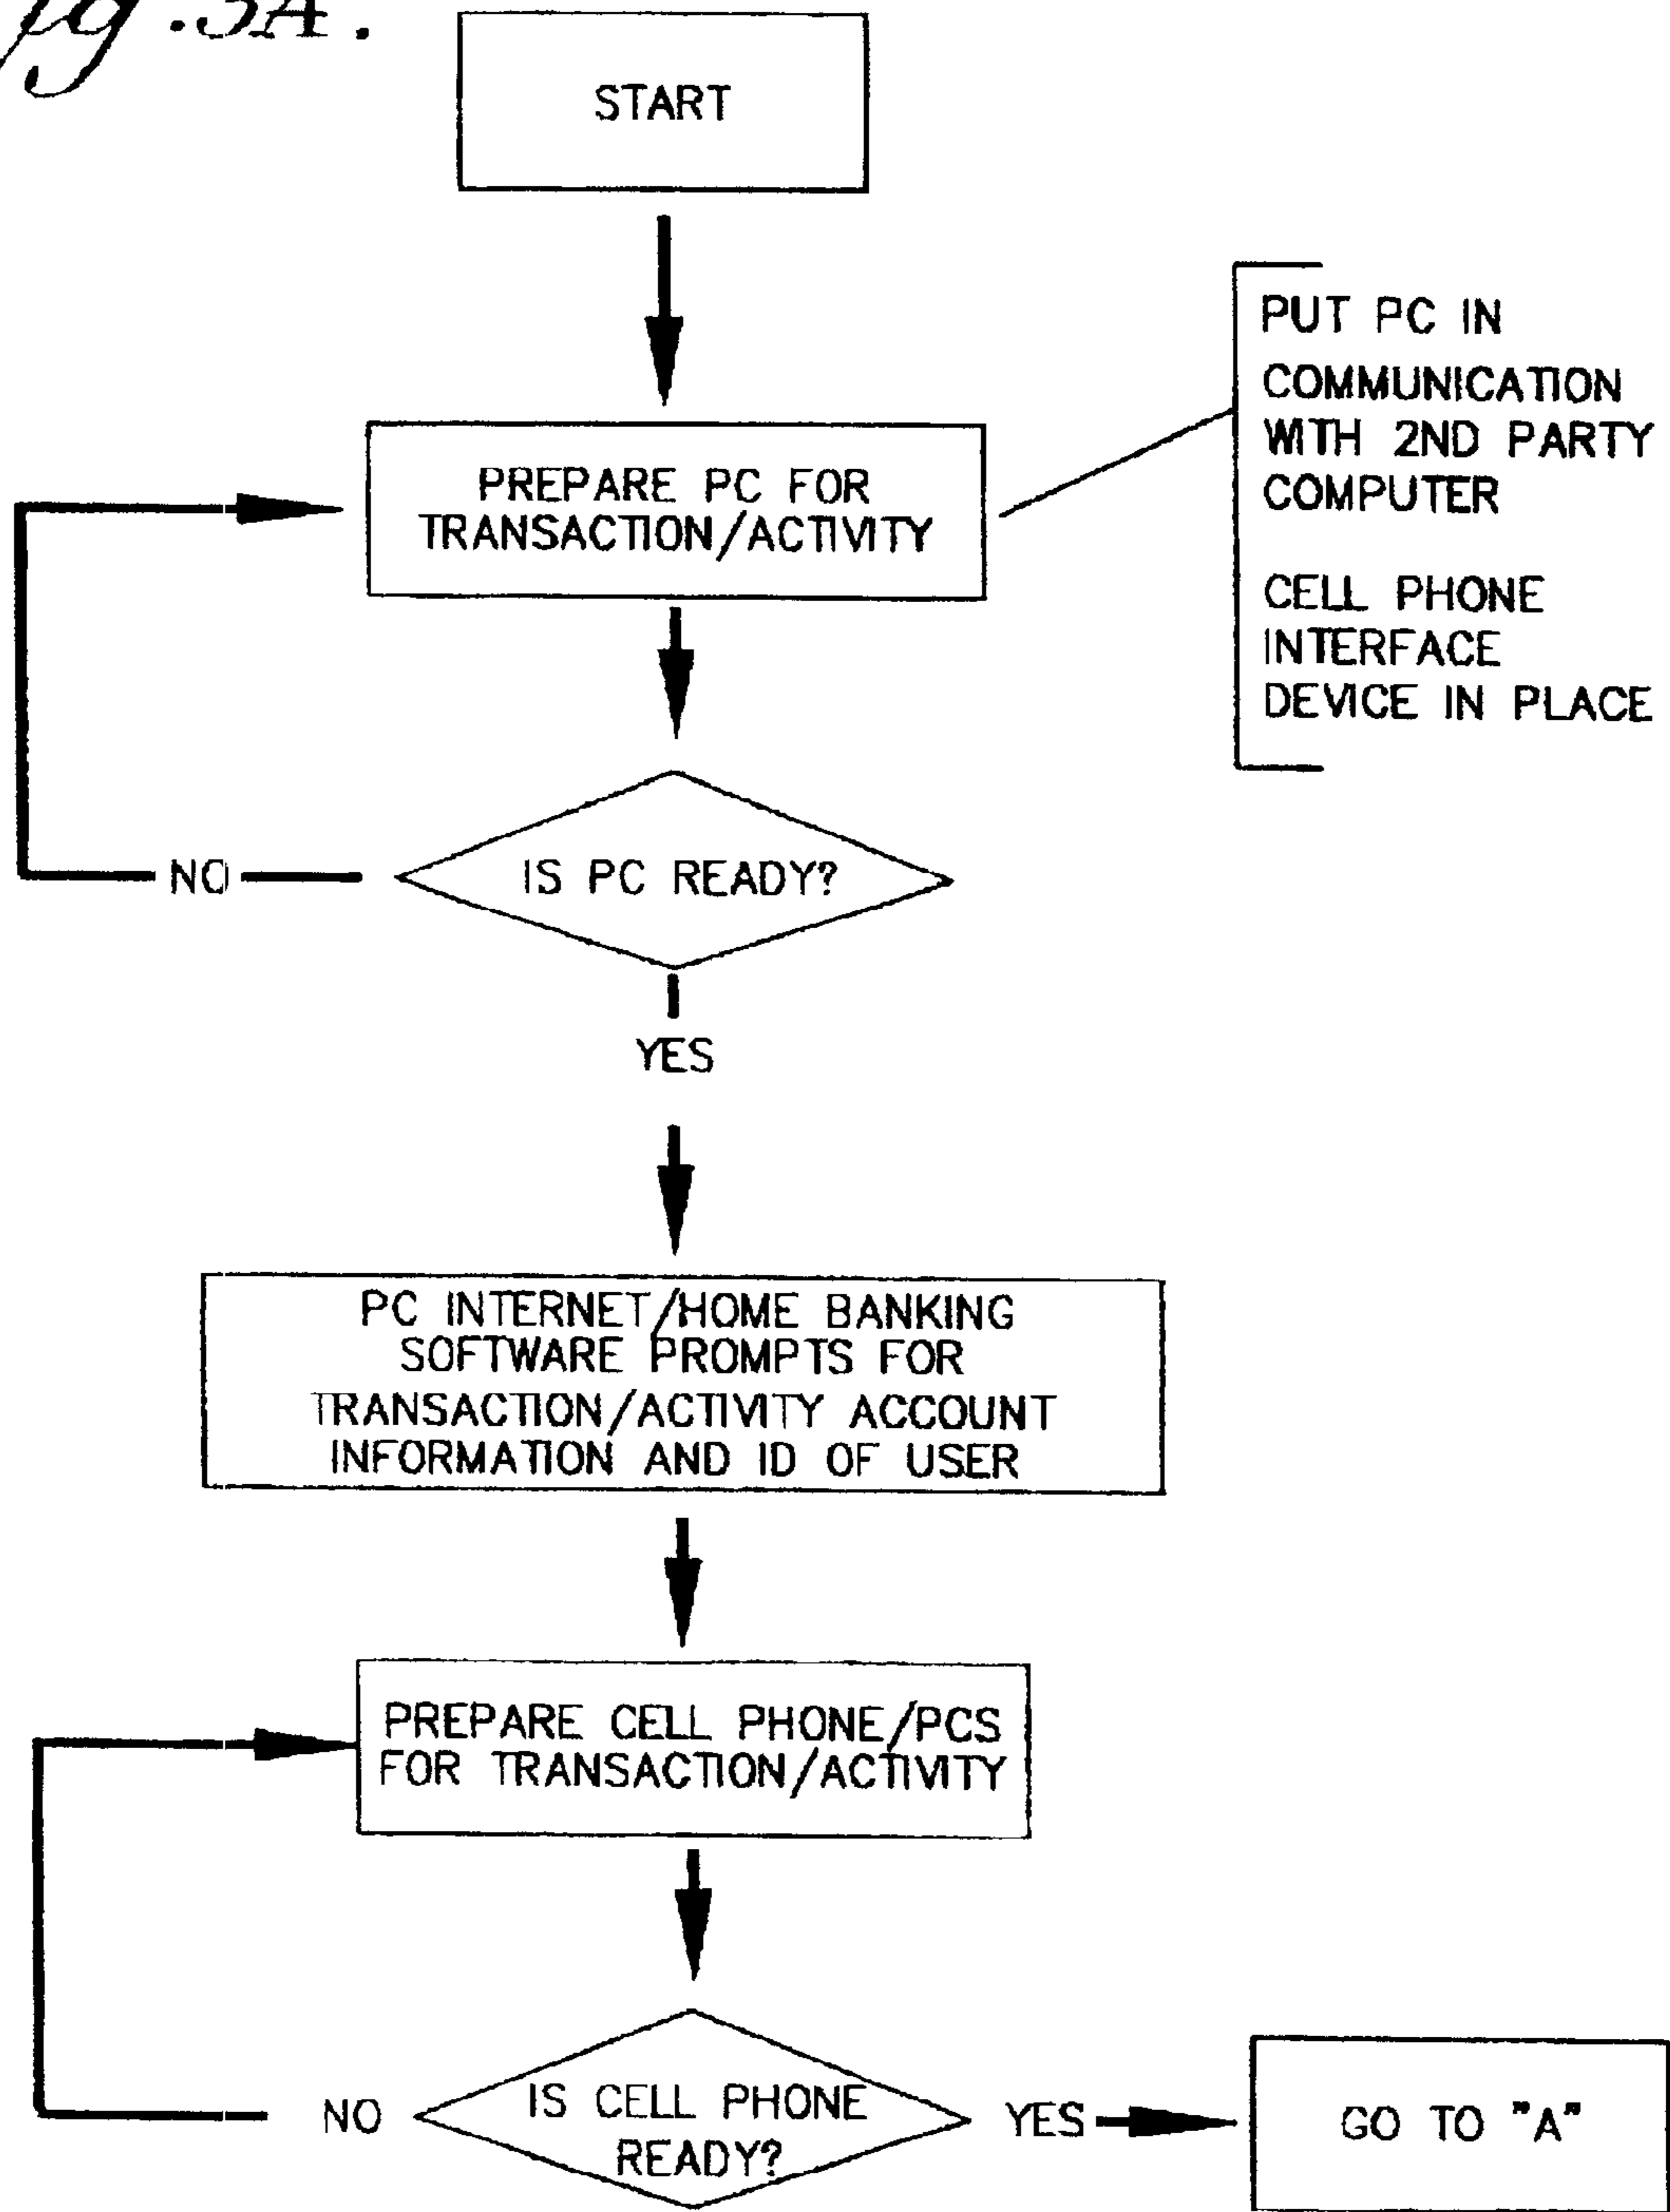 Fig.3A.
START
PREPARE PC FOR
TRANSACTION/ACTIVITY
PUT PC IN
COMMUNICATION
WITH 2ND PARTY
COMPUTER
CELL PHONE
INTERFACE
DEVICE IN PLACE
IS PC READY?
NO
YES
PC INTERNET/HOME BANKING
SOFTWARE PROMPTS FOR
TRANSACTION/ACTIVITY ACCOUNT
INFORMATION AND ID OF USER
PREPARE CELL PHONE/PCS
FOR TRANSACTION/ACTIVITY
IS CELL PHONE
READY?
NO
YES
GO TO "A"